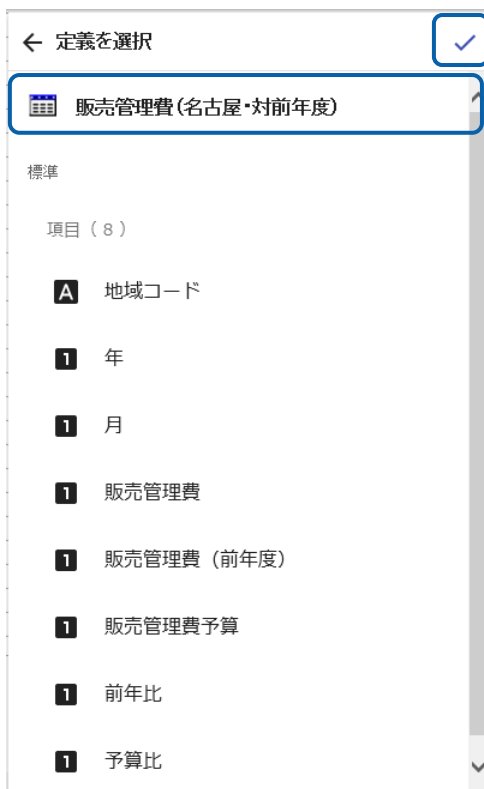 ← 定義を選択
販売管理費(名古屋・対前年度)
標準
項目（8）
A 地域コード
1 年
1 月
1 販売管理費
1 販売管理費（前年度）
1 販売管理費予算
1 前年比
1 予算比